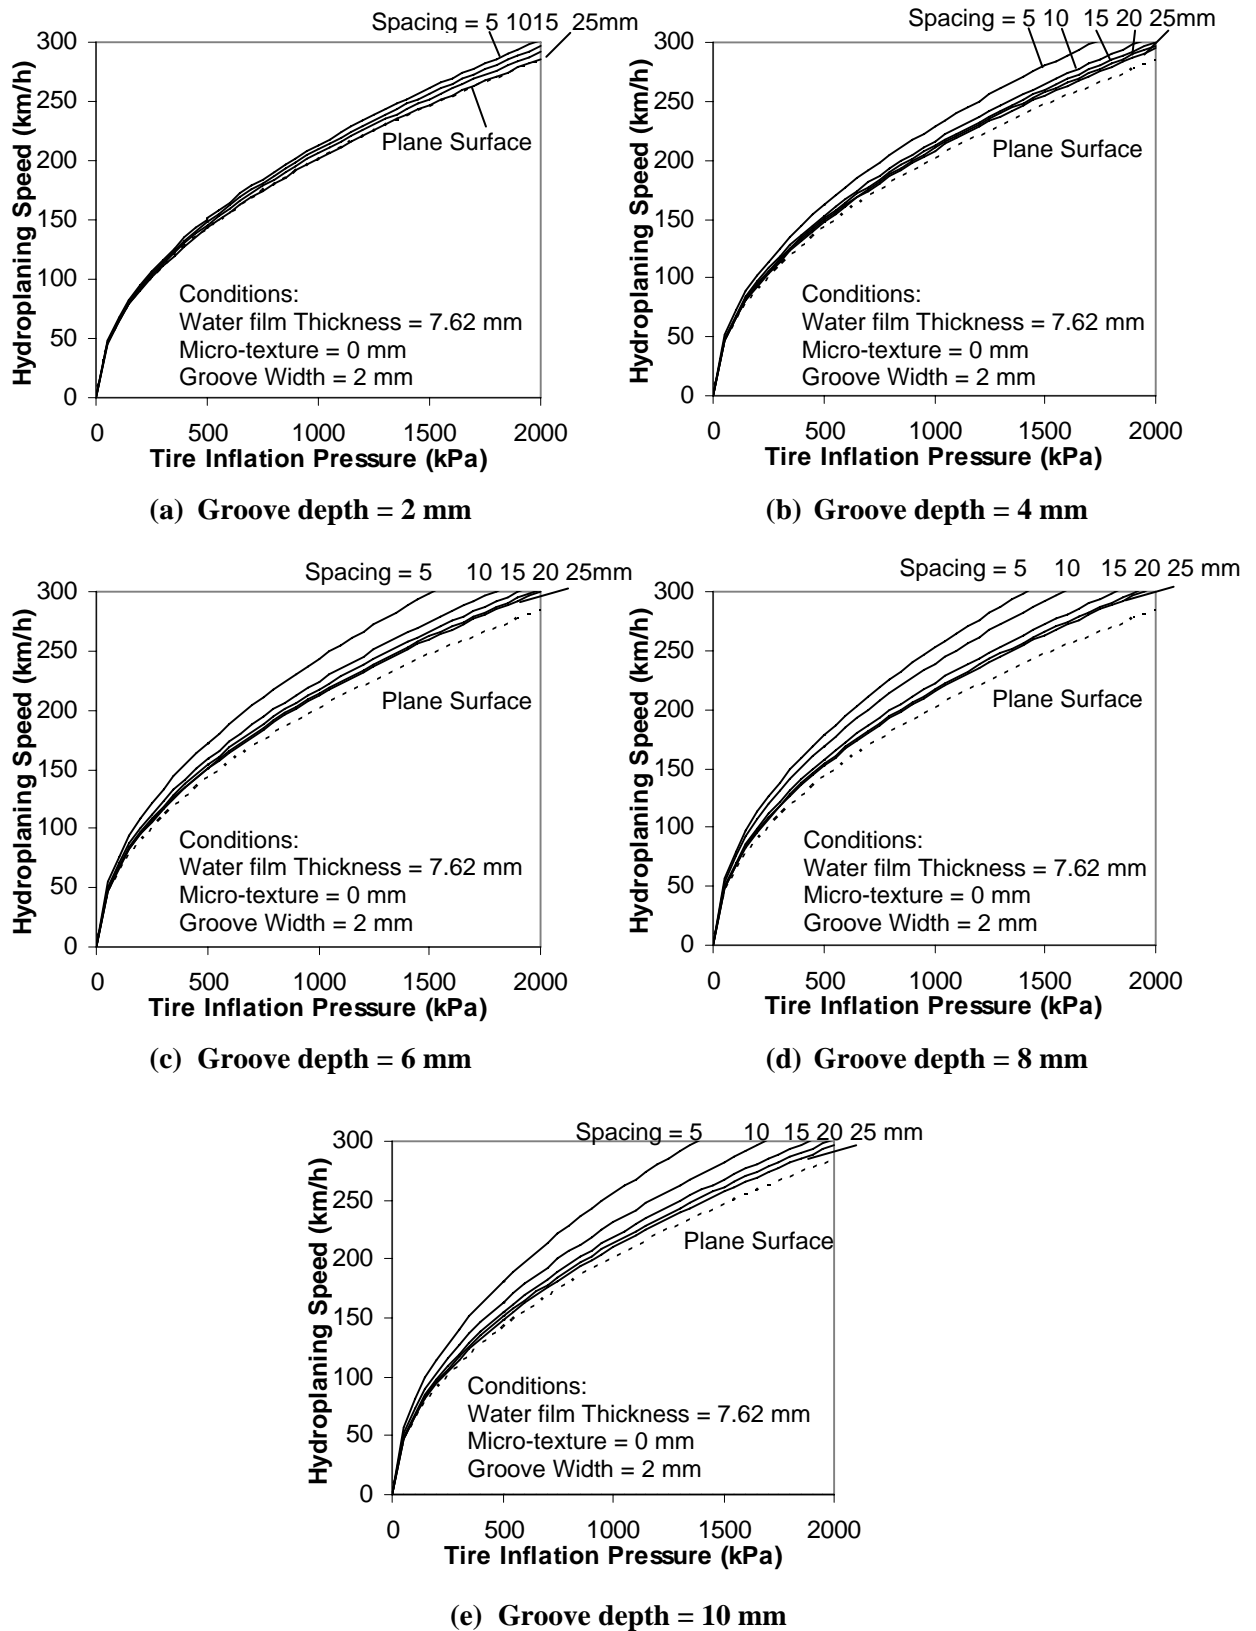 Spacing = 5 1015 25mm
Hydroplaning Speed (km/h)
300
250
200
150
100
50
0
Plane Surface
Conditions:
Water film Thickness = 7.62 mm
Micro-texture = 0 mm
Groove Width = 2 mm
0 500 1000 1500 2000
Tire Inflation Pressure (kPa)
(a) Groove depth = 2 mm
Spacing = 5 10 15 20 25mm
Hydroplaning Speed (km/h)
300
250
200
150
100
50
0
Plane Surface
Conditions:
Water film Thickness = 7.62 mm
Micro-texture = 0 mm
Groove Width = 2 mm
0 500 1000 1500 2000
Tire Inflation Pressure (kPa)
(b) Groove depth = 4 mm
Spacing = 5 10 15 20 25mm
Hydroplaning Speed (km/h)
300
250
200
150
100
50
0
Plane Surface
Conditions:
Water film Thickness = 7.62 mm
Micro-texture = 0 mm
Groove Width = 2 mm
0 500 1000 1500 2000
Tire Inflation Pressure (kPa)
(c) Groove depth = 6 mm
Spacing = 5 10 15 20 25 mm
Hydroplaning Speed (km/h)
300
250
200
150
100
50
0
Plane Surface
Conditions:
Water film Thickness = 7.62 mm
Micro-texture = 0 mm
Groove Width = 2 mm
0 500 1000 1500 2000
Tire Inflation Pressure (kPa)
(d) Groove depth = 8 mm
Spacing = 5 10 15 20 25 mm
Hydroplaning Speed (km/h)
300
250
200
150
100
50
0
Plane Surface
Conditions:
Water film Thickness = 7.62 mm
Micro-texture = 0 mm
Groove Width = 2 mm
0 500 1000 1500 2000
Tire Inflation Pressure (kPa)
(e) Groove depth = 10 mm